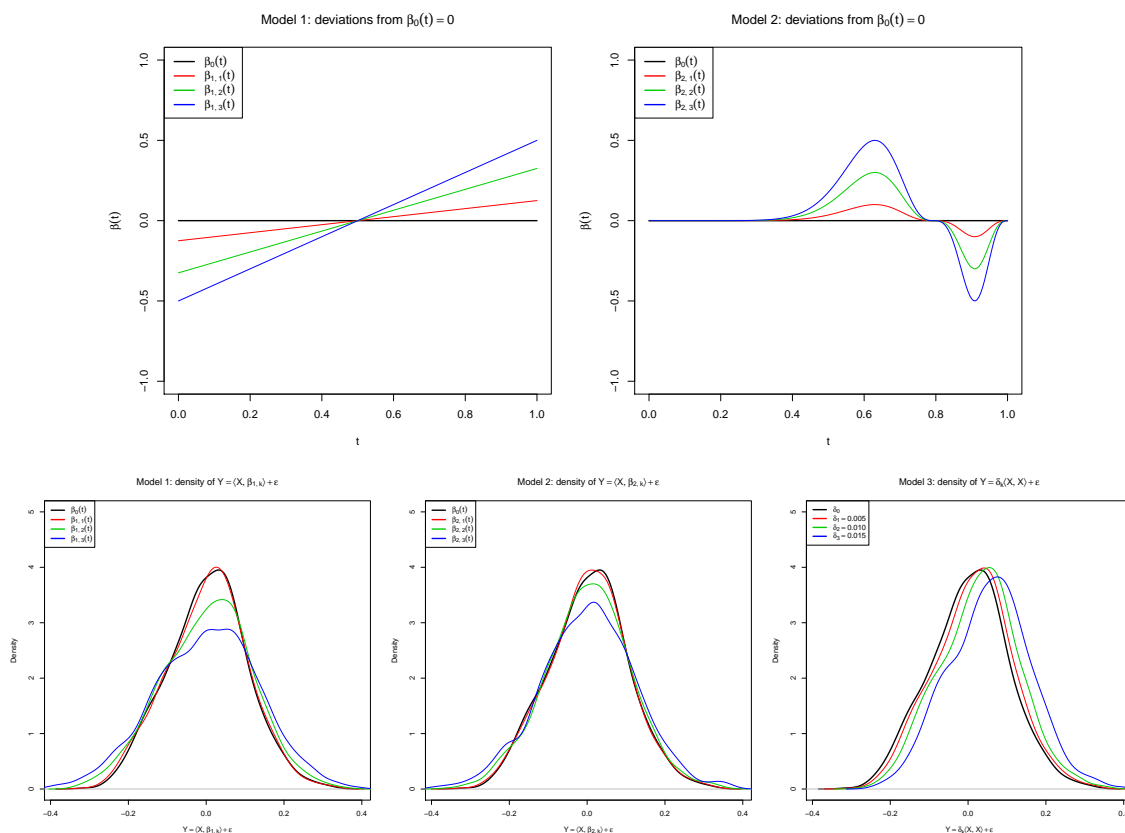 Model 1: deviations from β₀(t) = 0
β₀(t)
β₁,₁(t)
β₁,₂(t)
β₁,₃(t)
β(t)
1.0
0.5
0.0
−0.5
−1.0
0.0 0.2 0.4 0.6 0.8 1.0
t
Model 2: deviations from β₀(t) = 0
β₀(t)
β₂,₁(t)
β₂,₂(t)
β₂,₃(t)
β(t)
1.0
0.5
0.0
−0.5
−1.0
0.0 0.2 0.4 0.6 0.8 1.0
t
Model 1: density of Y = ⟨X, β₁,ₖ⟩ + ε
β₀(t)
β₁,₁(t)
β₁,₂(t)
β₁,₃(t)
Density
5
4
3
2
1
0
−0.4 −0.2 0.0 0.2 0.4
Y = ⟨X, β₁,ₖ⟩ + ε
Model 2: density of Y = ⟨X, β₂,ₖ⟩ + ε
β₀(t)
β₂,₁(t)
β₂,₂(t)
β₂,₃(t)
Density
5
4
3
2
1
0
−0.4 −0.2 0.0 0.2 0.4
Y = ⟨X, β₂,ₖ⟩ + ε
Model 3: density of Y = δₖ⟨X, X⟩ + ε
δ₀
δ₁ = 0.005
δ₂ = 0.010
δ₃ = 0.015
Density
5
4
3
2
1
0
−0.4 −0.2 0.0 0.2 0.4
Y = δₖ⟨X, X⟩ + ε